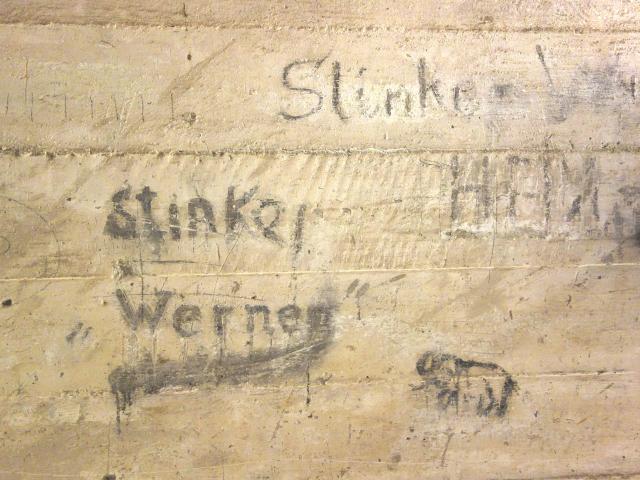 Stinke-
HEIM
Stinker
„Werner“